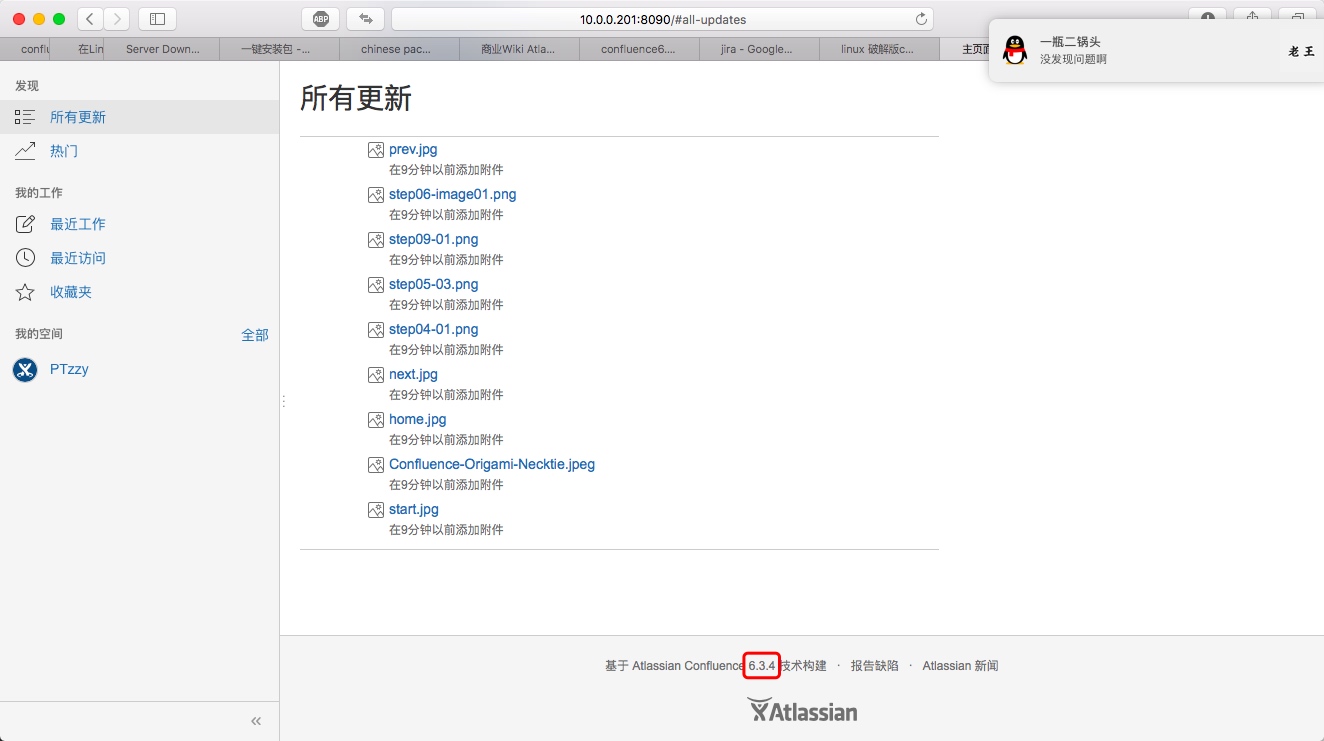 ABP
10.0.0.201:8090/#all-updates
conflu 在Lin Server Down... 一键安装包 -... chinese pac... 商业Wiki Atla... confluence6.... jira - Google... linux 破解版c... 主页面
一瓶二锅头
没发现问题啊
老王
发现
所有更新
热门
我的工作
最近工作
最近访问
收藏夹
我的空间 全部
PTzzy
所有更新
prev.jpg
在9分钟以前添加附件
step06-image01.png
在9分钟以前添加附件
step09-01.png
在9分钟以前添加附件
step05-03.png
在9分钟以前添加附件
step04-01.png
在9分钟以前添加附件
next.jpg
在9分钟以前添加附件
home.jpg
在9分钟以前添加附件
Confluence-Origami-Necktie.jpeg
在9分钟以前添加附件
start.jpg
在9分钟以前添加附件
基于 Atlassian Confluence 6.3.4 技术构建 · 报告缺陷 · Atlassian 新闻
Atlassian